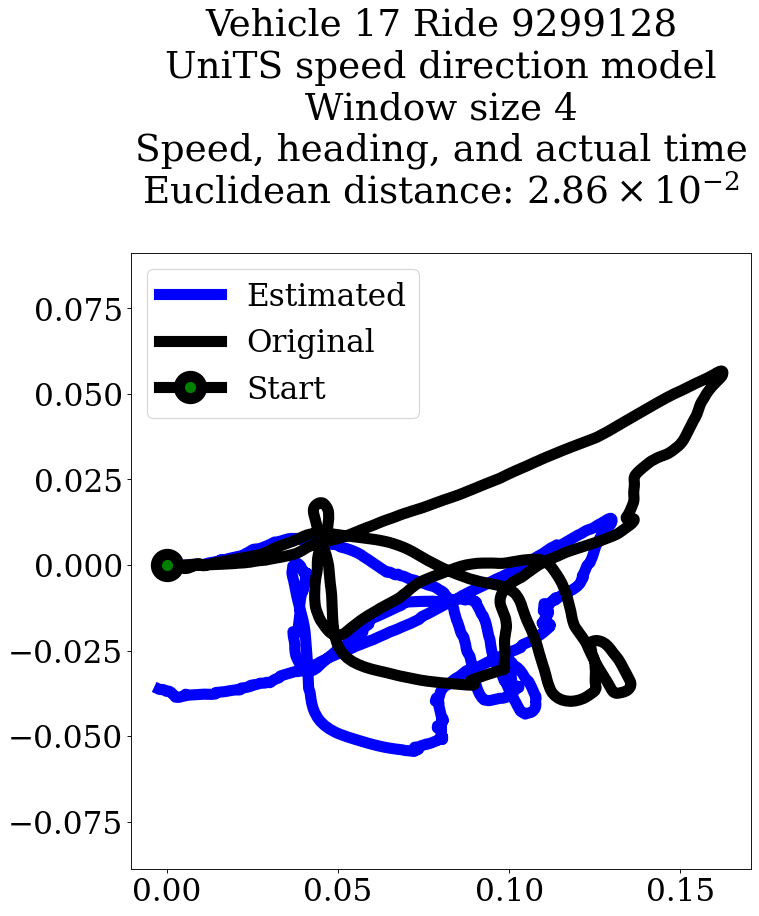 Vehicle 17 Ride 9299128
UniTS speed direction model
Window size 4
Speed, heading, and actual time
Euclidean distance: $2.86 \times 10^{-2}$
Estimated
Original
Start
0.075
0.050
0.025
0.000
−0.025
−0.050
−0.075
0.00 0.05 0.10 0.15